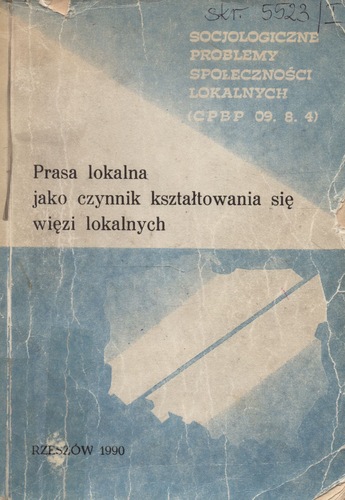 skr. 5523/I
SOCJOLOGICZNE
PROBLEMY
SPOŁECZNOŚCI
LOKALNYCH
(CPBP 09. 8. 4)
Prasa lokalna
jako czynnik kształtowania się
więzi lokalnych
RZESZÓW 1990